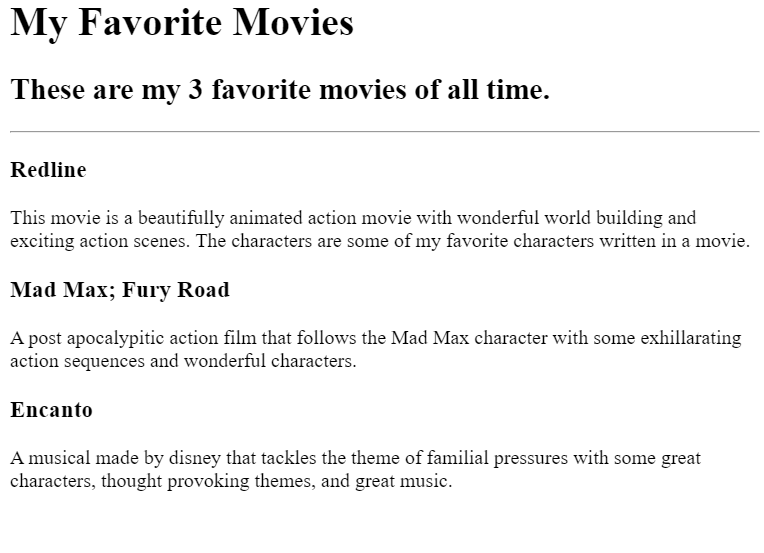 My Favorite Movies
These are my 3 favorite movies of all time.
Redline
This movie is a beautifully animated action movie with wonderful world building and
exciting action scenes. The characters are some of my favorite characters written in a movie.
Mad Max; Fury Road
A post apocalypitic action film that follows the Mad Max character with some exhillarating
action sequences and wonderful characters.
Encanto
A musical made by disney that tackles the theme of familial pressures with some great
characters, thought provoking themes, and great music.